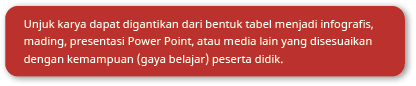 Unjuk karya dapat digantikan dari bentuk tabel menjadi infografis,
mading, presentasi Power Point, atau media lain yang disesuaikan
dengan kemampuan (gaya belajar) peserta didik.